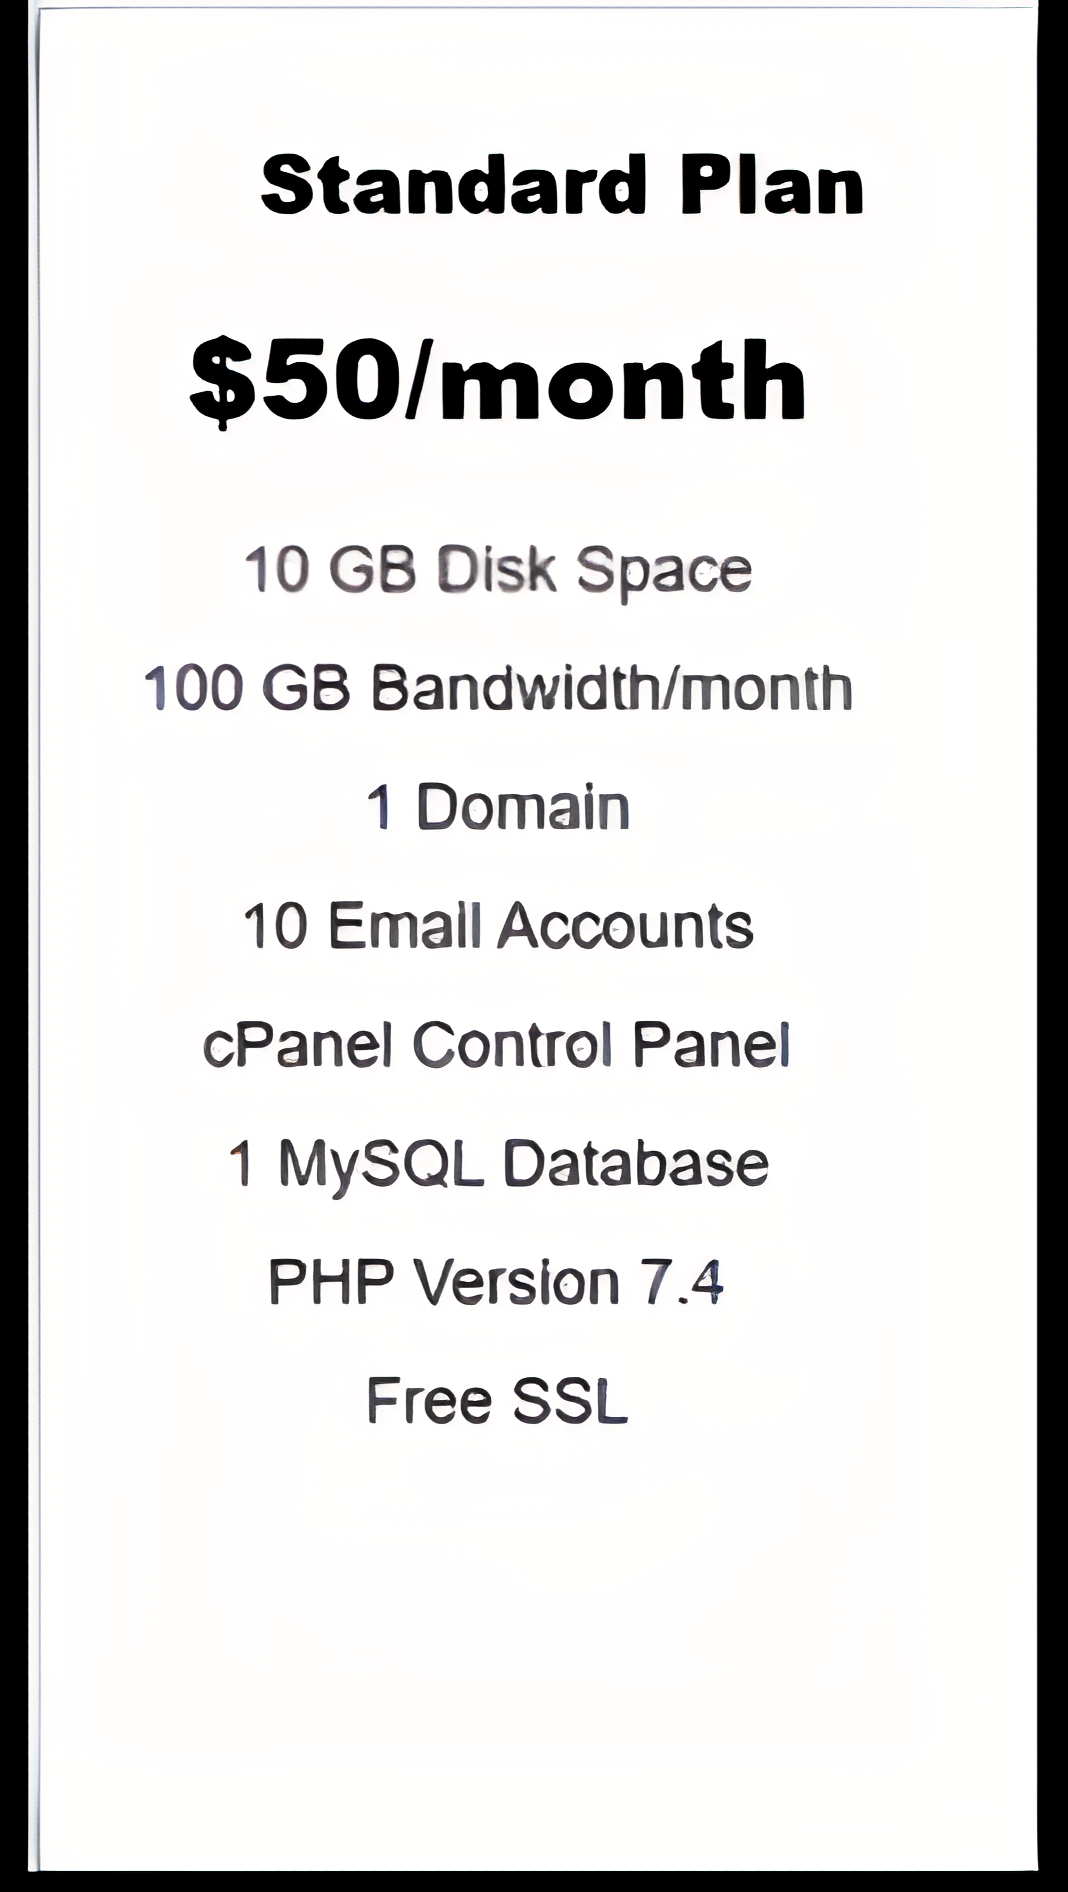 Standard Plan
$50/month
10 GB Disk Space
100 GB Bandwidth/month
1 Domain
10 Email Accounts
cPanel Control Panel
1 MySQL Database
PHP Version 7.4
Free SSL